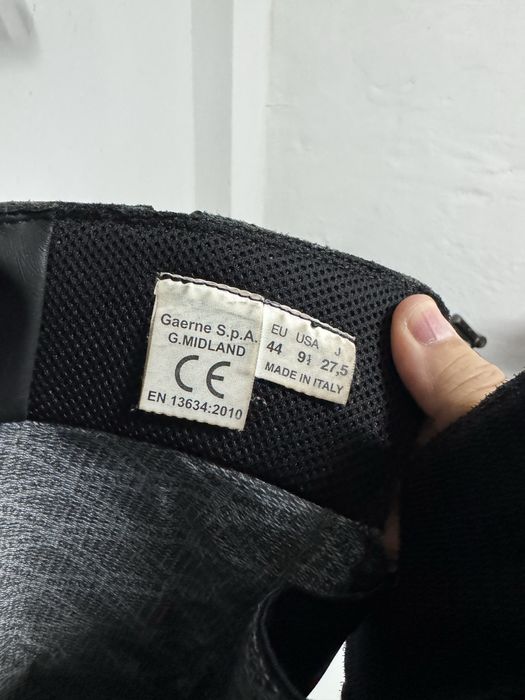 Gaerne S.p.A.
G.MIDLAND
CE
EN 13634:2010
EU USA J
44 9½ 27,5
MADE IN ITALY